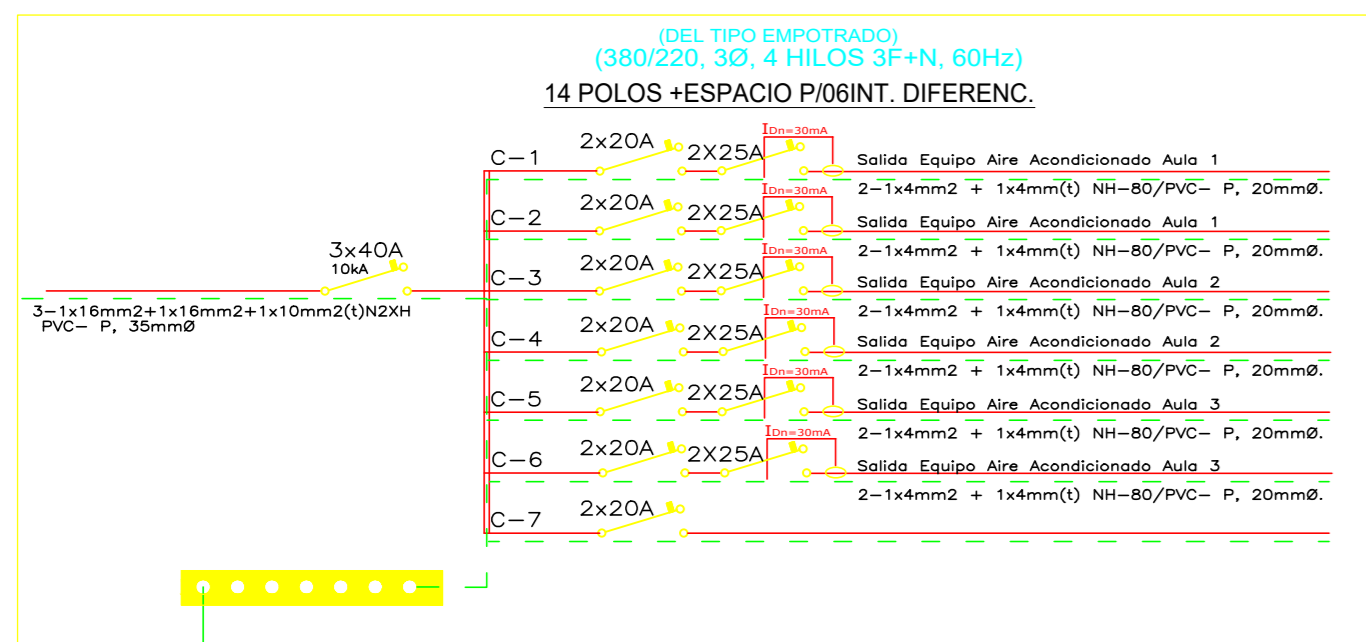 (DEL TIPO EMPOTRADO)
(380/220, 3Ø, 4 HILOS 3F+N, 60Hz)
14 POLOS +ESPACIO P/06INT. DIFERENC.
C-1 2x20A 2X25A IDn=30mA Salida Equipo Aire Acondicionado Aula 1
2-1x4mm2 + 1x4mm(t) NH-80/PVC- P, 20mmØ.
C-2 2x20A 2X25A IDn=30mA Salida Equipo Aire Acondicionado Aula 1
2-1x4mm2 + 1x4mm(t) NH-80/PVC- P, 20mmØ.
3x40A
10kA
C-3 2x20A 2X25A IDn=30mA Salida Equipo Aire Acondicionado Aula 2
3-1x16mm2+1x16mm2+1x10mm2(t)N2XH
PVC- P, 35mmØ
2-1x4mm2 + 1x4mm(t) NH-80/PVC- P, 20mmØ.
C-4 2x20A 2X25A IDn=30mA Salida Equipo Aire Acondicionado Aula 2
2-1x4mm2 + 1x4mm(t) NH-80/PVC- P, 20mmØ.
C-5 2x20A 2X25A IDn=30mA Salida Equipo Aire Acondicionado Aula 3
2-1x4mm2 + 1x4mm(t) NH-80/PVC- P, 20mmØ.
C-6 2x20A 2X25A IDn=30mA Salida Equipo Aire Acondicionado Aula 3
2-1x4mm2 + 1x4mm(t) NH-80/PVC- P, 20mmØ.
C-7 2x20A